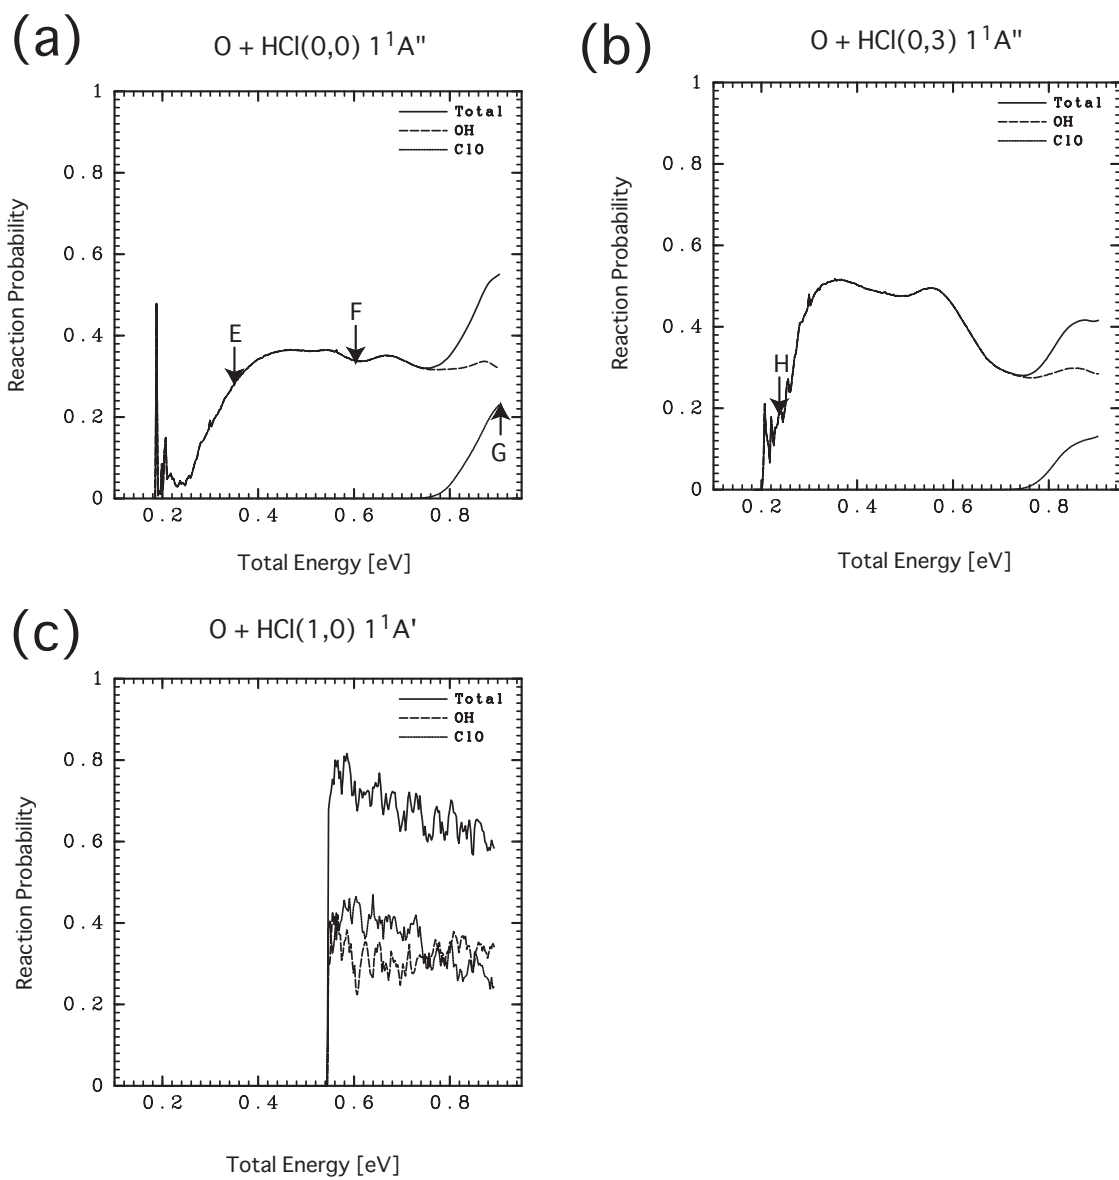 (a)
O + HCl(0,0) 1¹A"
1
0.8
0.6
0.4
0.2
0
Reaction Probability
Total
OH
ClO
E
F
G
0.2 0.4 0.6 0.8
Total Energy [eV]
(b)
O + HCl(0,3) 1¹A"
1
0.8
0.6
0.4
0.2
0
Reaction Probability
Total
OH
ClO
H
0.2 0.4 0.6 0.8
Total Energy [eV]
(c)
O + HCl(1,0) 1¹A'
1
0.8
0.6
0.4
0.2
0
Reaction Probability
Total
OH
ClO
0.2 0.4 0.6 0.8
Total Energy [eV]